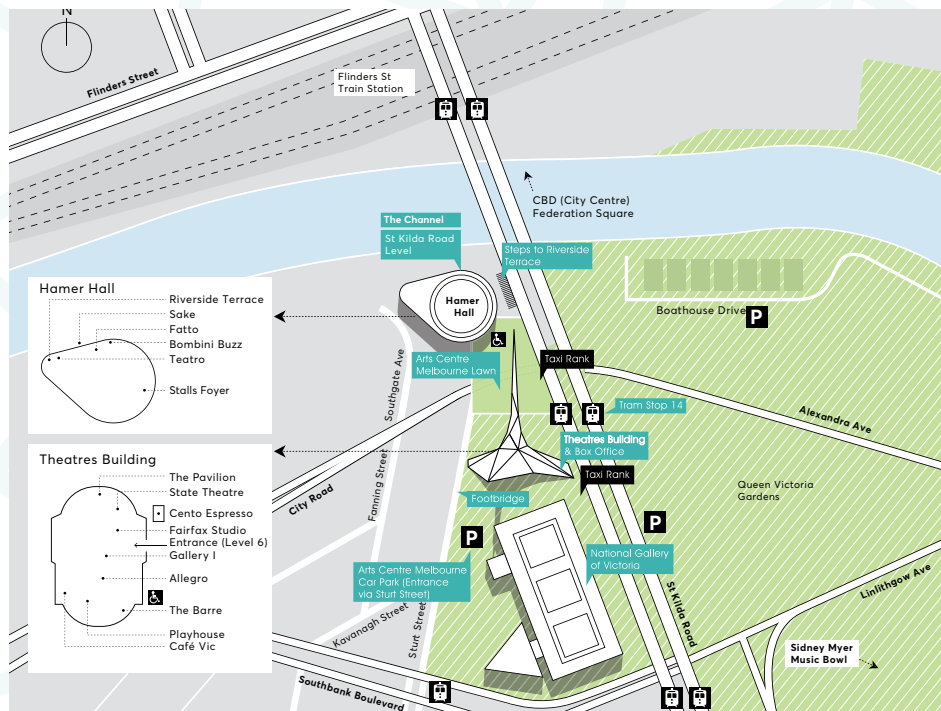 N
Flinders Street
Flinders St
Train Station
CBD (City Centre)
Federation Square
The Channel
St Kilda Road
Level
Steps to Riverside
Terrace
Hamer
Hall
Boathouse Drive
P
Arts Centre
Melbourne Lawn
Taxi Rank
Southgate Ave
Tram Stop 14
Alexandra Ave
Theatres Building
& Box Office
Taxi Rank
Queen Victoria
Gardens
City Road
Fanning Street
Footbridge
P
P
Arts Centre Melbourne
Car Park (Entrance
via Sturt Street)
National Gallery
of Victoria
Linlithgow Ave
St Kilda Road
Kavanagh Street
Sturt Street
Southbank Boulevard
Sidney Myer
Music Bowl
Hamer Hall
Riverside Terrace
Sake
Fatto
Bombini Buzz
Teatro
Stalls Foyer
Theatres Building
The Pavilion
State Theatre
Cento Espresso
Fairfax Studio
Entrance (Level 6)
Gallery I
Allegro
The Barre
Playhouse
Café Vic